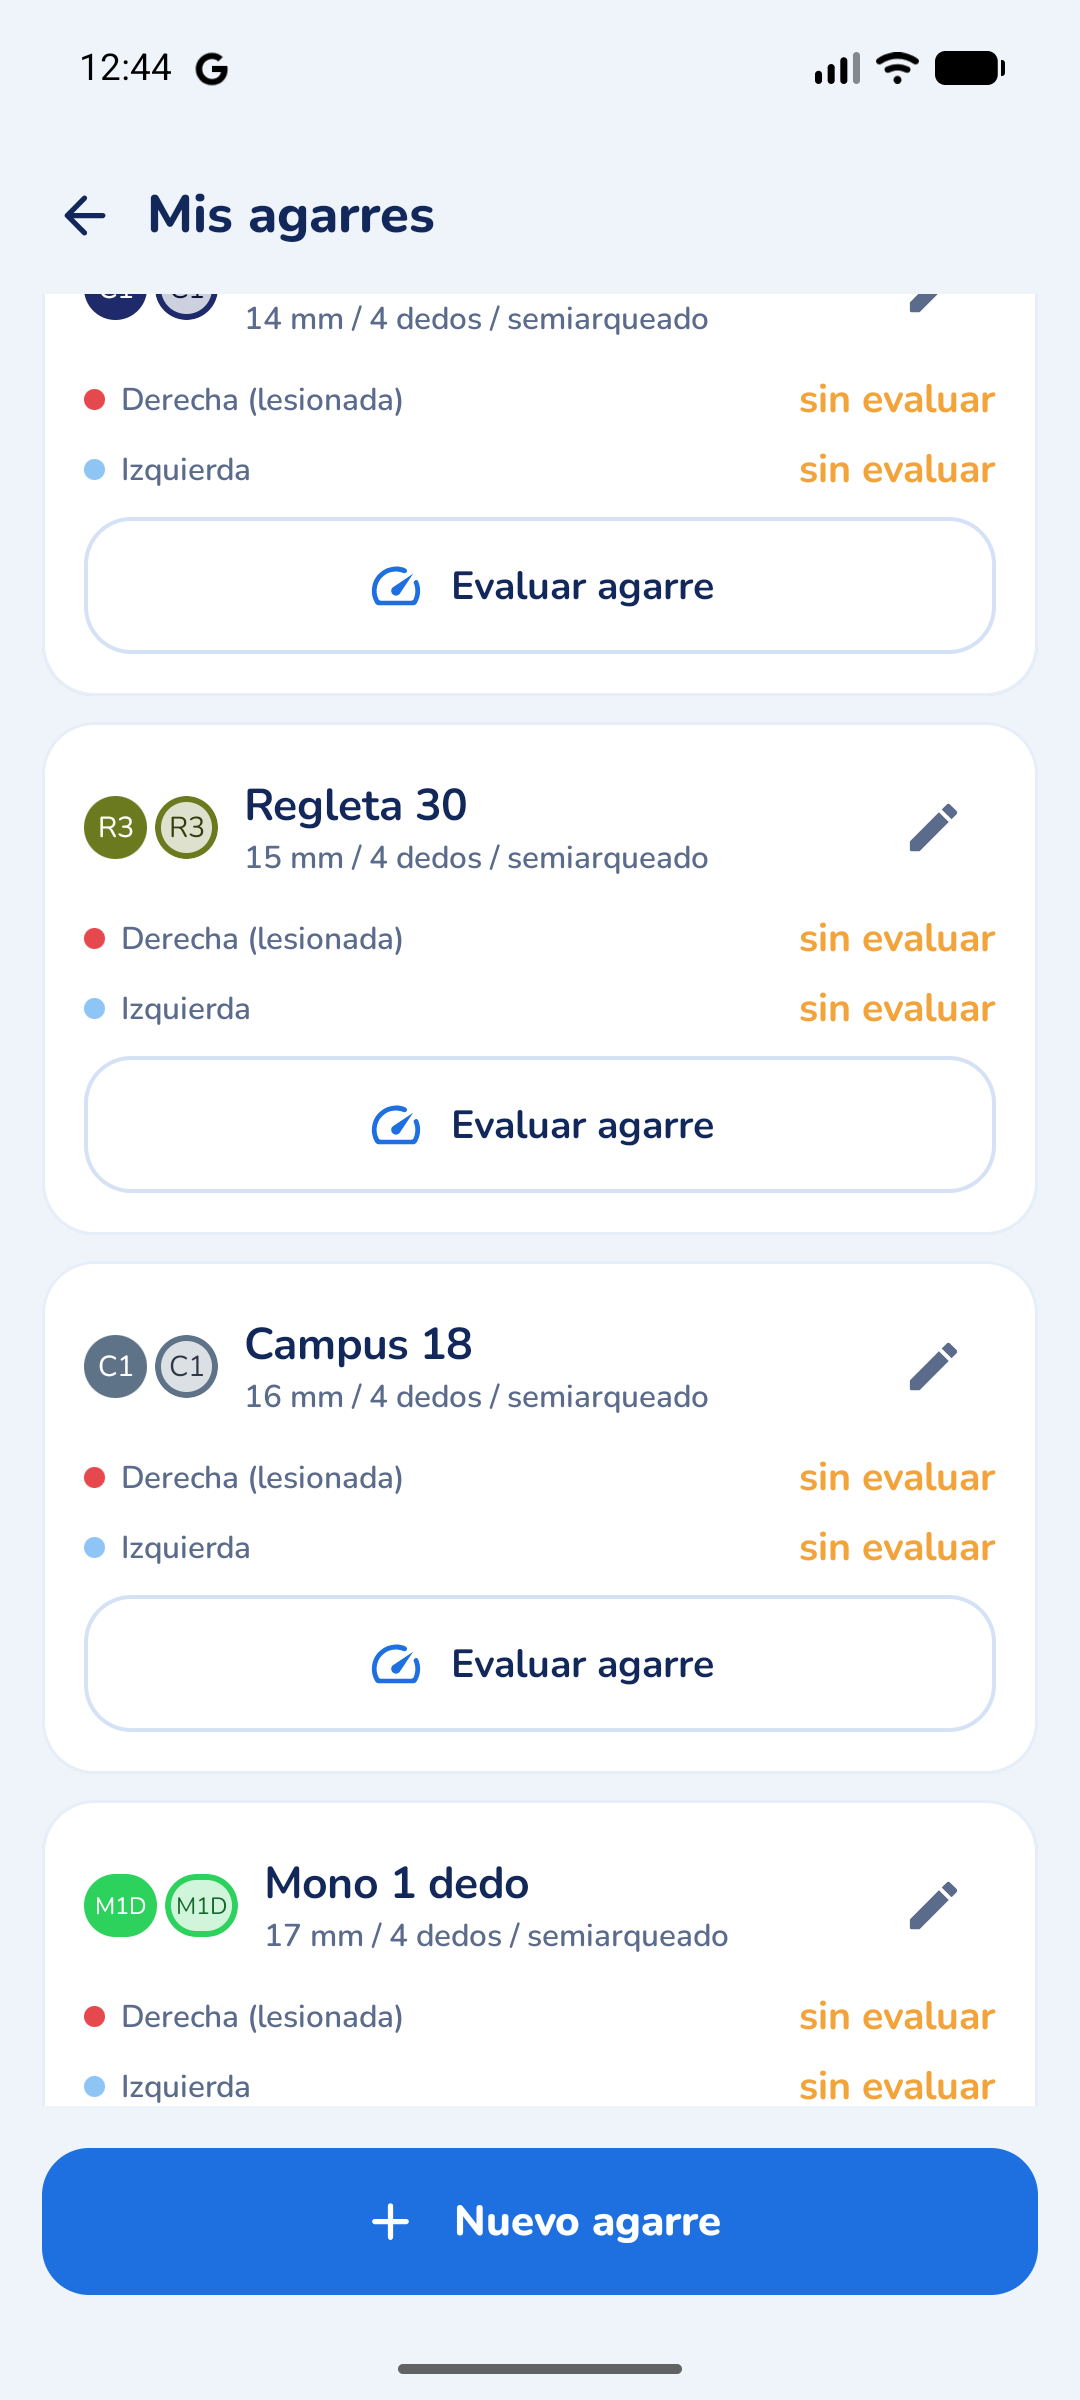 12:44
Mis agarres
14 mm / 4 dedos / semiarqueado
Derecha (lesionada) sin evaluar
Izquierda sin evaluar
Evaluar agarre
R3 R3 Regleta 30
15 mm / 4 dedos / semiarqueado
Derecha (lesionada) sin evaluar
Izquierda sin evaluar
Evaluar agarre
C1 C1 Campus 18
16 mm / 4 dedos / semiarqueado
Derecha (lesionada) sin evaluar
Izquierda sin evaluar
Evaluar agarre
M1D M1D Mono 1 dedo
17 mm / 4 dedos / semiarqueado
Derecha (lesionada) sin evaluar
Izquierda sin evaluar
Nuevo agarre